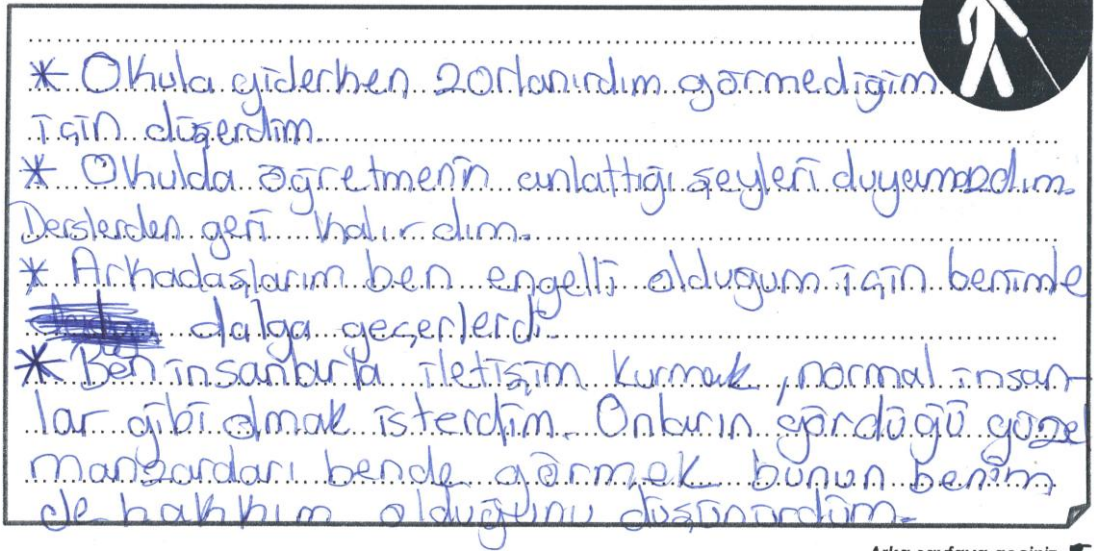 * Okula giderken zorlanırdım görmediğim
için düşerdim.
* Okulda öğretmenin anlattığı şeyleri duyamazdım.
Derslerden geri kalırdım.
* Arkadaşlarım ben engelli olduğum için benimle
dalga geçerlerdi.
* Ben insanlarla iletişim kurmak, normal insan-
lar gibi olmak isterdim. Onların gördüğü güzel
manzaraları bende görmek bunun benim
de hakkım olduğunu düşünürdüm.